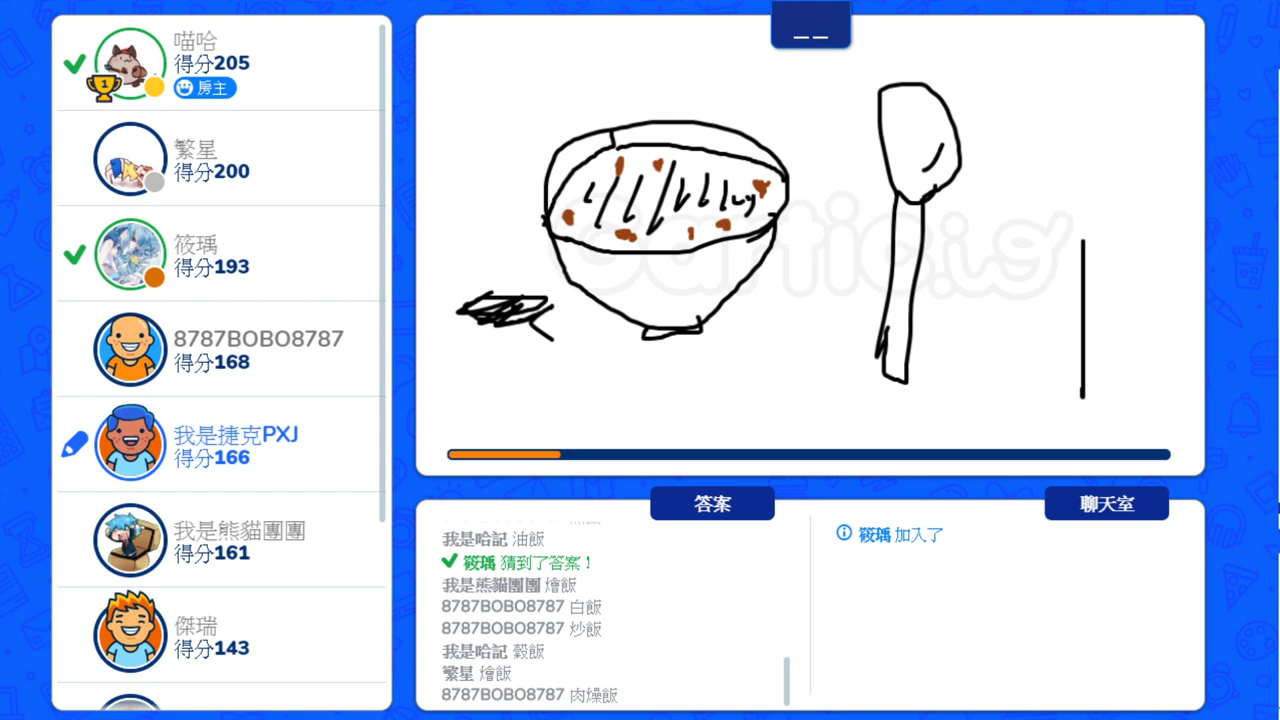 喵哈
得分205
1
房主
繁星
得分200
筱瑀
得分193
8787BOBO8787
得分168
我是捷克PXJ
得分166
我是熊貓團團
得分161
傑瑞
得分143
_ _
Gartic.io
答案
我是哈記 油飯
筱瑀 猜到了答案！
我是熊貓團團 燴飯
8787BOBO8787 白飯
8787BOBO8787 炒飯
我是哈記 穀飯
繁星 燴飯
8787BOBO8787 肉燥飯
聊天室
筱瑀 加入了